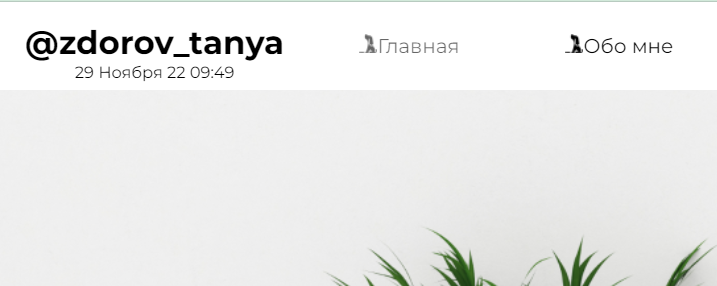 @zdorov_tanya
29 Ноября 22 09:49
Главная
Обо мне